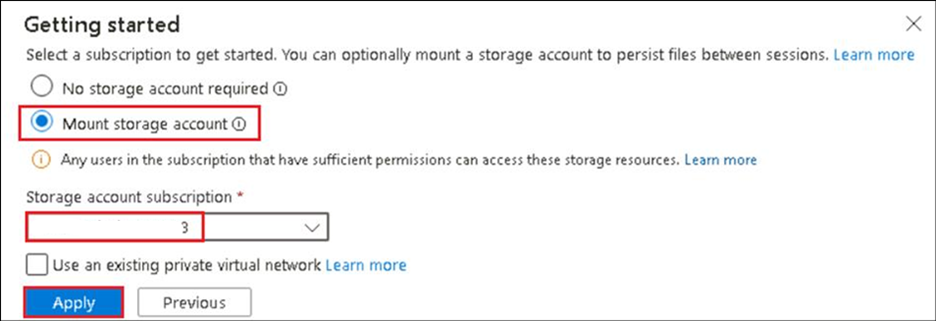 Getting started
Select a subscription to get started. You can optionally mount a storage account to persist files between sessions. Learn more
No storage account required
Mount storage account
Any users in the subscription that have sufficient permissions can access these storage resources. Learn more
Storage account subscription *
3
Use an existing private virtual network Learn more
Apply Previous